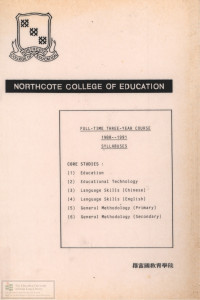 NORTHCOTE COLLEGE OF EDUCATION
FULL-TIME THREE-YEAR COURSE
1988--1991
SYLLABUSES
CORE STUDIES :
(1) Education
(2) Educational Technology
(3) Language Skills (Chinese)
(4) Language Skills (English)
(5) General Methodology (Primary)
(6) General Methodology (Secondary)
羅富國教育學院